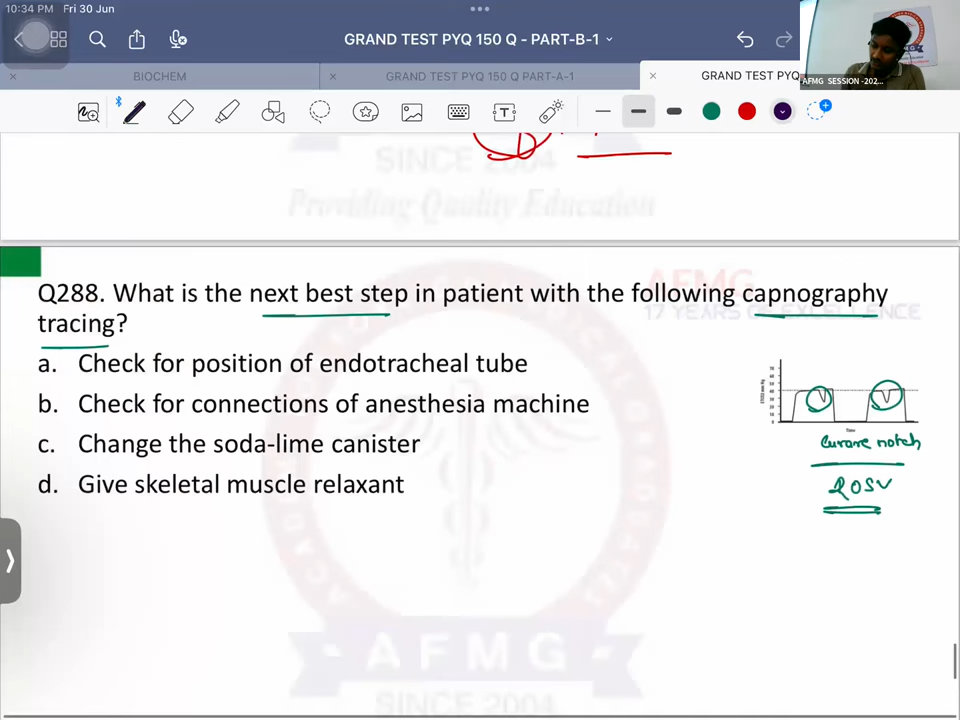 10:34 PM Fri 30 Jun
GRAND TEST PYQ 150 Q - PART-B-1
AFMG SESSION -202...
BIOCHEM
GRAND TEST PYQ 150 Q PART-A-1
GRAND TEST PYQ
SINCE 2004
Providing Quality Education
AFMG
17 YEARS OF EXCELLENCE
Q288. What is the next best step in patient with the following capnography
tracing?
a. Check for position of endotracheal tube
b. Check for connections of anesthesia machine
c. Change the soda-lime canister
d. Give skeletal muscle relaxant
Time
Curare notch
ROSV
AFMG
SINCE 2004